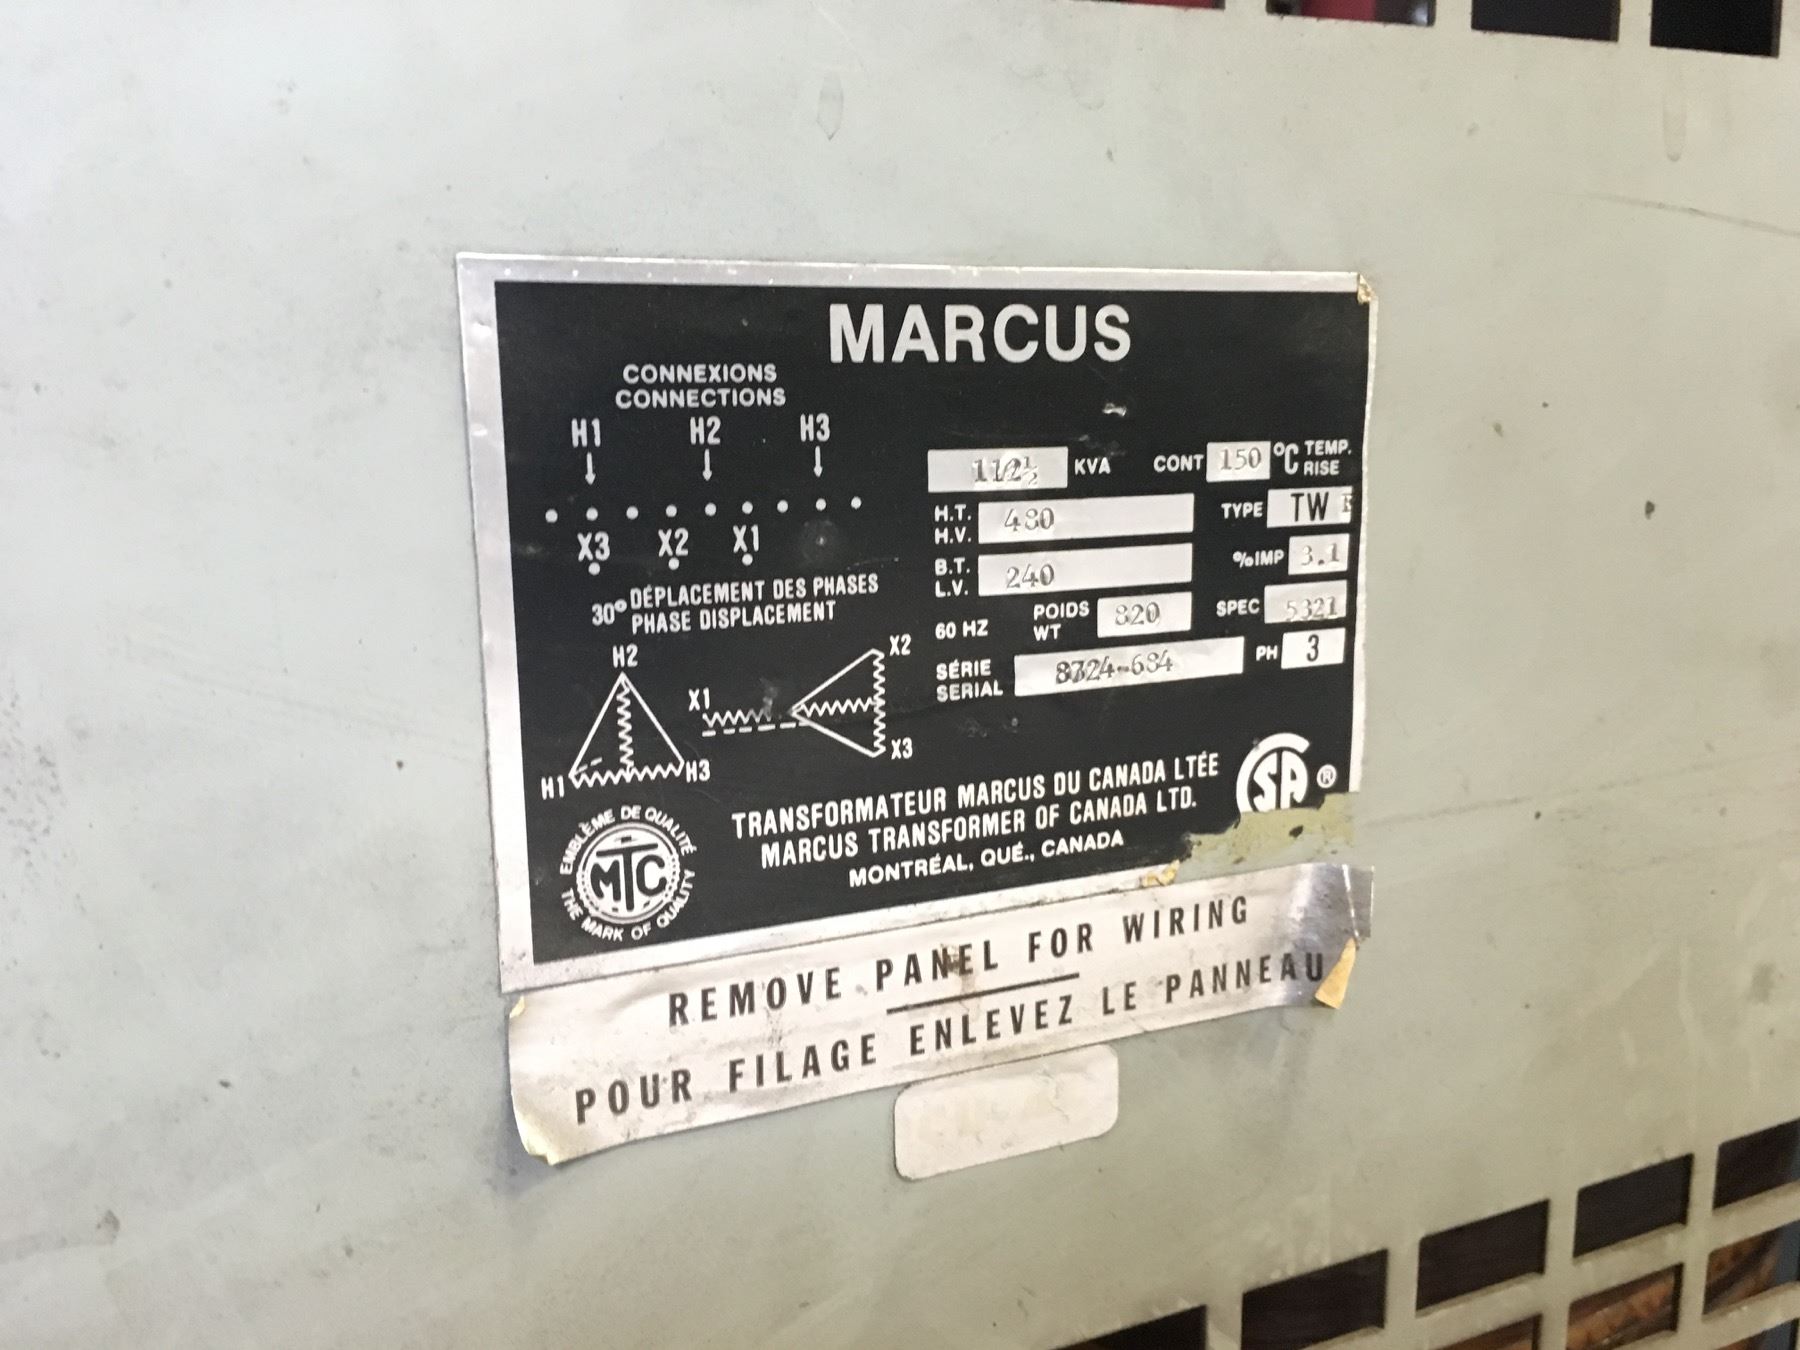 MARCUS
CONNEXIONS
CONNECTIONS
H1 H2 H3
X3 X2 X1
30° DÉPLACEMENT DES PHASES
PHASE DISPLACEMENT
H2
H1 H3
X1 X2
X3
112½ KVA CONT 150 °C TEMP. RISE
H.T. H.V. 480 TYPE TW
B.T. L.V. 240 % IMP 3.1
60 HZ POIDS WT 820 SPEC 5321
SÉRIE SERIAL 8724-684 PH 3
TRANSFORMATEUR MARCUS DU CANADA LTÉE
MARCUS TRANSFORMER OF CANADA LTD.
MONTRÉAL, QUÉ., CANADA
SA ®
EMBLÈME DE QUALITÉ
MTC
THE MARK OF QUALITY
REMOVE PANEL FOR WIRING
POUR FILAGE ENLEVEZ LE PANNEAU